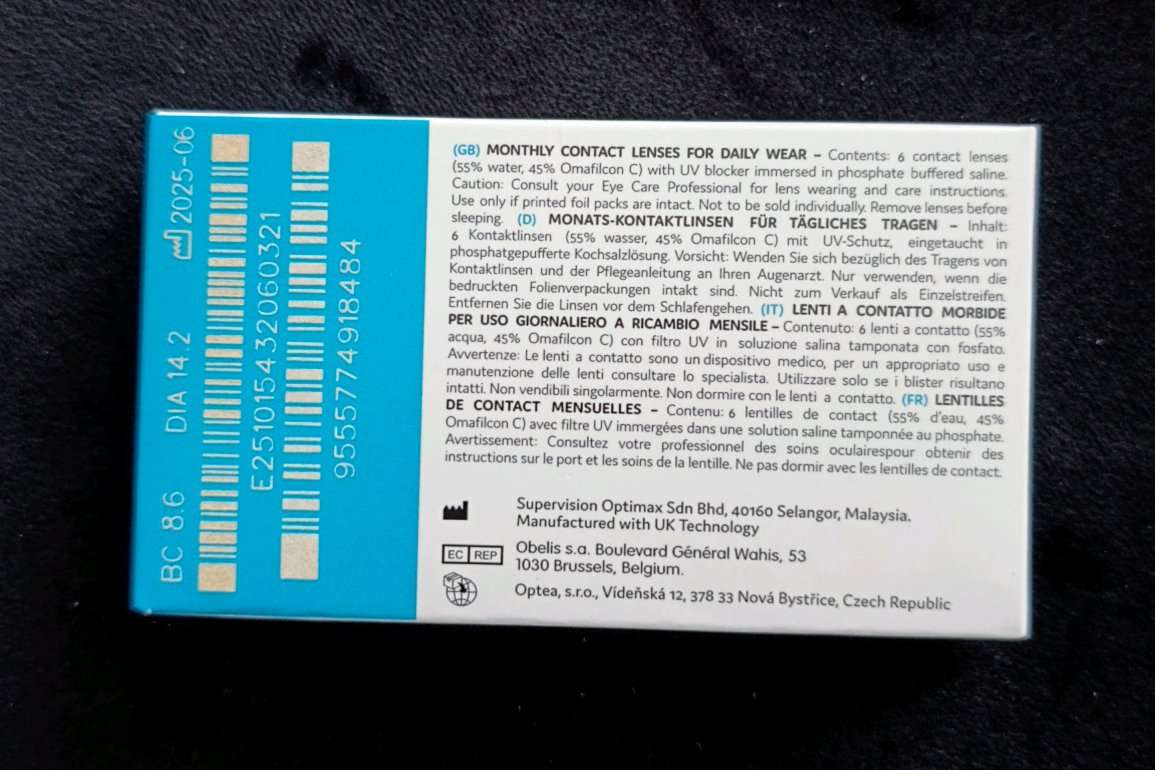 2025-06
DIA 14.2
BC 8.6
E251015432060321
9555774918484
(GB) MONTHLY CONTACT LENSES FOR DAILY WEAR – Contents: 6 contact lenses
(55% water, 45% Omafilcon C) with UV blocker immersed in phosphate buffered saline.
Caution: Consult your Eye Care Professional for lens wearing and care instructions.
Use only if printed foil packs are intact. Not to be sold individually. Remove lenses before
sleeping. (D) MONATS-KONTAKTLINSEN FÜR TÄGLICHES TRAGEN – Inhalt:
6 Kontaktlinsen (55% wasser, 45% Omafilcon C) mit UV-Schutz, eingetaucht in
phosphatgepufferte Kochsalzlösung. Vorsicht: Wenden Sie sich bezüglich des Tragens von
Kontaktlinsen und der Pflegeanleitung an Ihren Augenarzt. Nur verwenden, wenn die
bedruckten Folienverpackungen intakt sind. Nicht zum Verkauf als Einzelstreifen.
Entfernen Sie die Linsen vor dem Schlafengehen. (IT) LENTI A CONTATTO MORBIDE
PER USO GIORNALIERO A RICAMBIO MENSILE – Contenuto: 6 lenti a contatto (55%
acqua, 45% Omafilcon C) con filtro UV in soluzione salina tamponata con fosfato.
Avvertenze: Le lenti a contatto sono un dispositivo medico, per un appropriato uso e
manutenzione delle lenti consultare lo specialista. Utilizzare solo se i blister risultano
intatti. Non vendibili singolarmente. Non dormire con le lenti a contatto. (FR) LENTILLES
DE CONTACT MENSUELLES – Contenu: 6 lentilles de contact (55% d'eau, 45%
Omafilcon C) avec filtre UV immergées dans une solution saline tamponnée au phosphate.
Avertissement: Consultez votre professionnel des soins oculairespour obtenir des
instructions sur le port et les soins de la lentille. Ne pas dormir avec les lentilles de contact.
Supervision Optimax Sdn Bhd, 40160 Selangor, Malaysia.
Manufactured with UK Technology
EC REP
Obelis s.a. Boulevard Général Wahis, 53
1030 Brussels, Belgium.
Optea, s.r.o., Vídeňská 12, 378 33 Nová Bystřice, Czech Republic